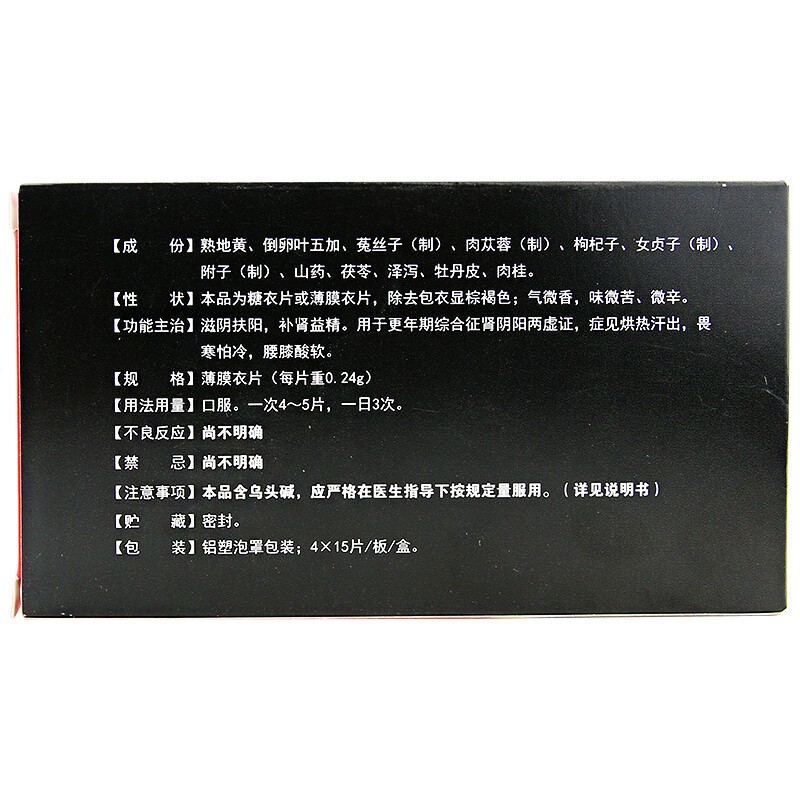 【成　份】熟地黄、倒卵叶五加、菟丝子（制）、肉苁蓉（制）、枸杞子、女贞子（制）、
附子（制）、山药、茯苓、泽泻、牡丹皮、肉桂。
【性　状】本品为糖衣片或薄膜衣片，除去包衣显棕褐色；气微香，味微苦、微辛。
【功能主治】滋阴扶阳，补肾益精。用于更年期综合征肾阴阳两虚证，症见烘热汗出，畏
寒怕冷，腰膝酸软。
【规　格】薄膜衣片（每片重0.24g）
【用法用量】口服。一次4～5片，一日3次。
【不良反应】尚不明确
【禁　忌】尚不明确
【注意事项】本品含乌头碱，应严格在医生指导下按规定量服用。（详见说明书）
【贮　藏】密封。
【包　装】铝塑泡罩包装；4×15片/板/盒。